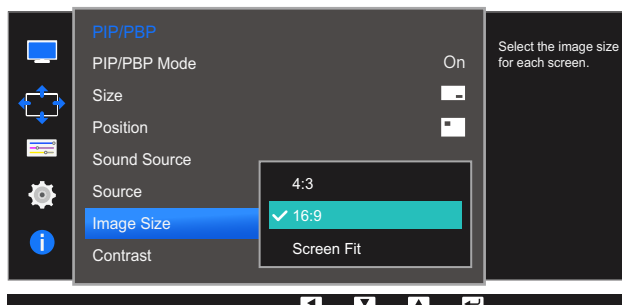 PIP/PBP
PIP/PBP Mode On
Size
Position
Sound Source
Source
Image Size
Contrast
4:3
16:9
Screen Fit
Select the image size
for each screen.